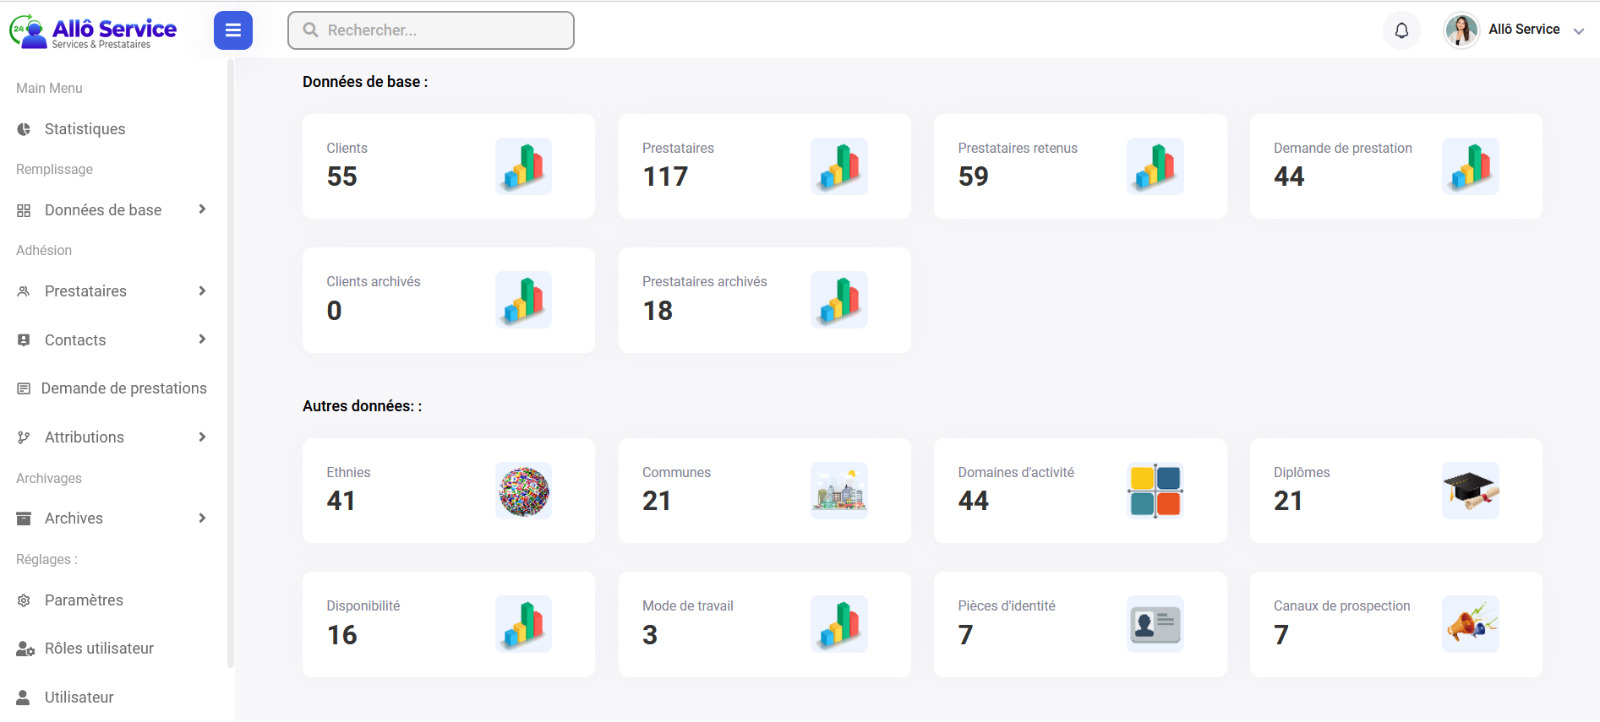 24
Allô Service
Services & Prestataires
Rechercher...
Allô Service
Main Menu
Statistiques
Remplissage
Données de base
Adhésion
Prestataires
Contacts
Demande de prestations
Attributions
Archivages
Archives
Réglages :
Paramètres
Rôles utilisateur
Utilisateur
Données de base :
Clients
55
Prestataires
117
Prestataires retenus
59
Demande de prestation
44
Clients archivés
0
Prestataires archivés
18
Autres données: :
Ethnies
41
Communes
21
Domaines d'activité
44
Diplômes
21
Disponibilité
16
Mode de travail
3
Pièces d'identité
7
Canaux de prospection
7